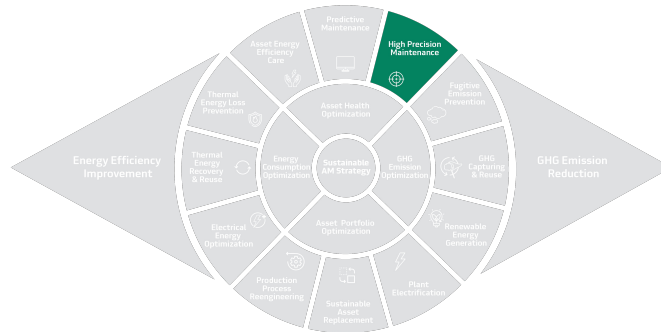 Predictive
Maintenance
High Precision
Maintenance
Asset Energy
Efficiency
Care
Fugitive
Emission
Prevention
Thermal
Energy Loss
Prevention
Asset Health
Optimization
Energy Efficiency
Improvement
Thermal
Energy
Recovery
& Reuse
Energy
Consumption
Optimization
Sustainable
AM Strategy
GHG
Emission
Optimization
GHG
Capturing
& Reuse
GHG Emission
Reduction
Electrical
Energy
Optimization
Asset Portfolio
Optimization
Renewable
Energy
Generation
Production
Process
Reengineering
Sustainable
Asset
Replacement
Plant
Electrification